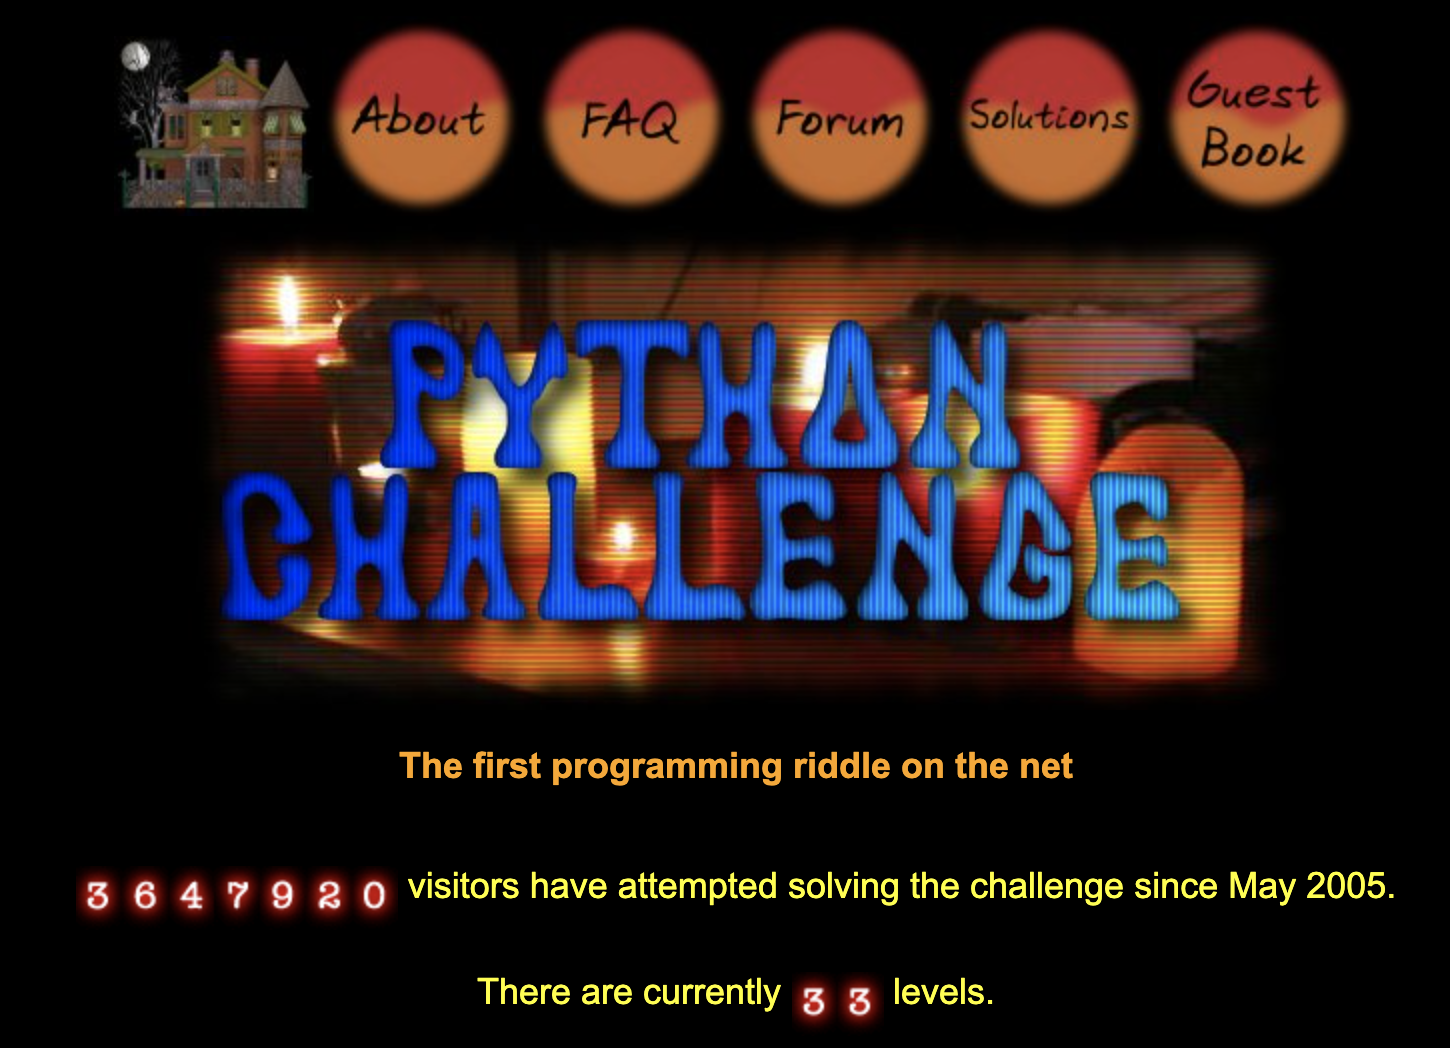 About FAQ Forum Solutions Guest Book
PYTHON
CHALLENGE
The first programming riddle on the net
3647920 visitors have attempted solving the challenge since May 2005.
There are currently 33 levels.